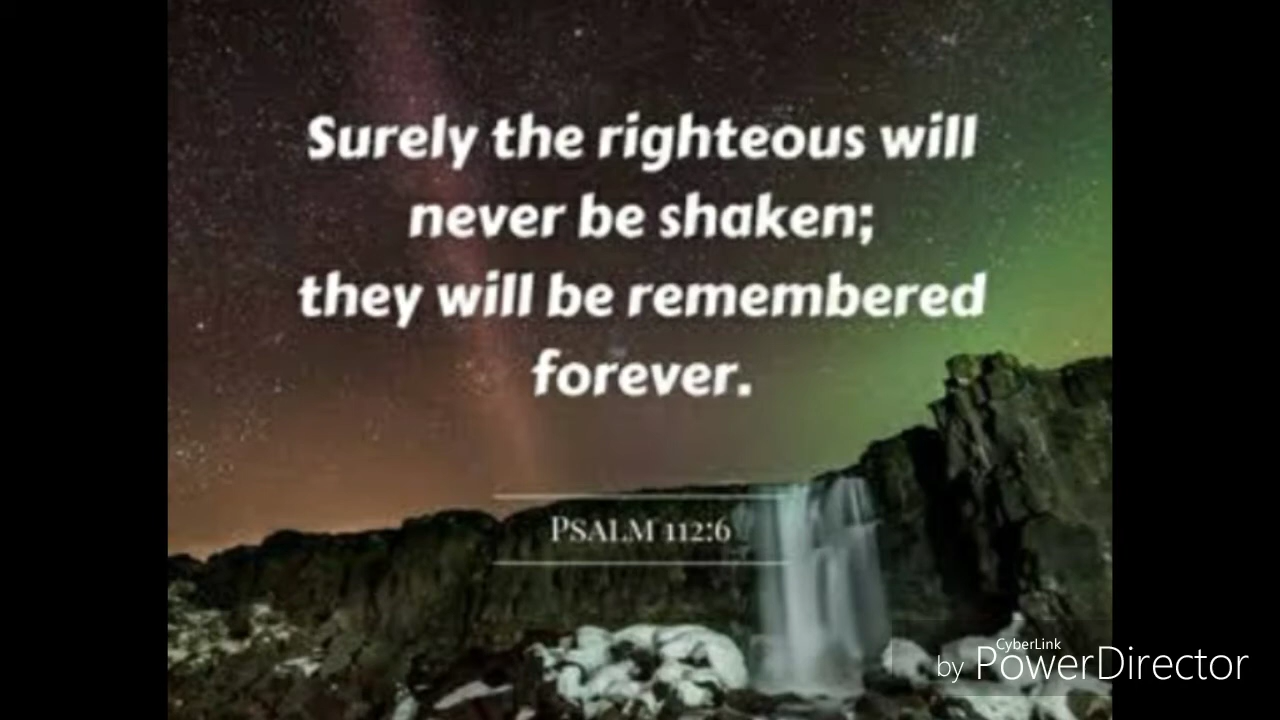 Surely the righteous will
never be shaken;
they will be remembered
forever.
PSALM 112:6
CyberLink
by PowerDirector